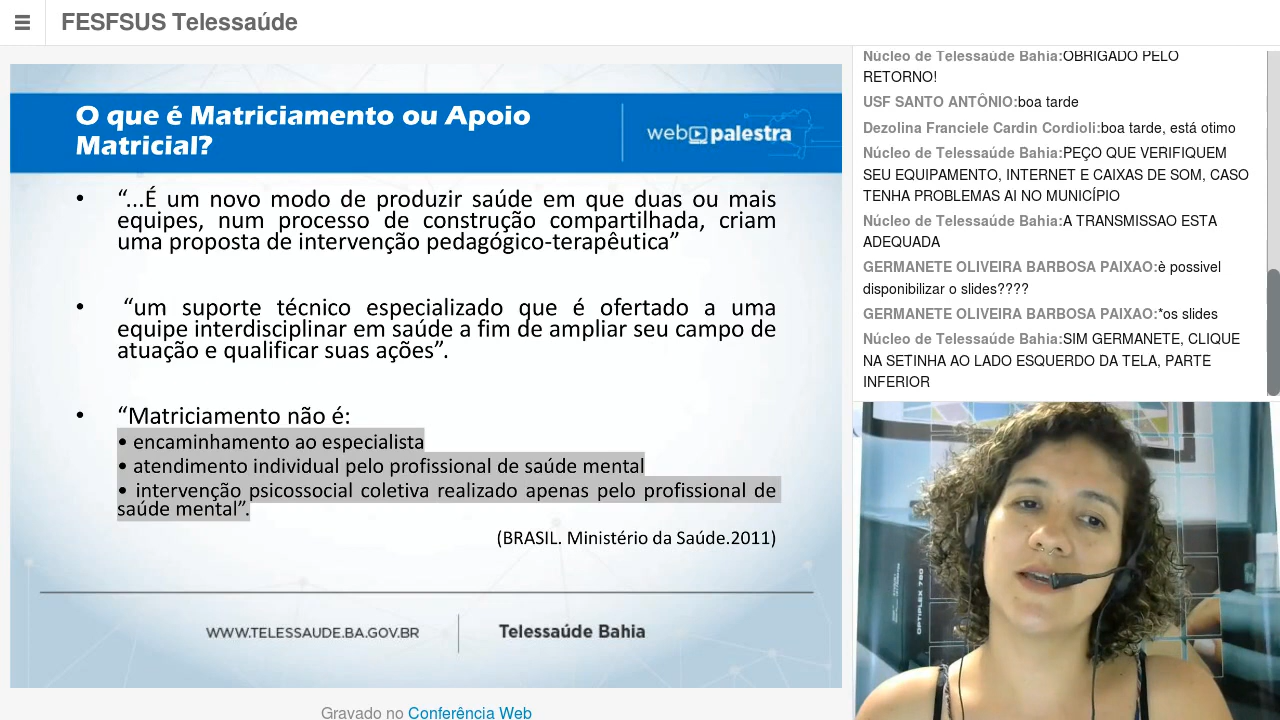 FESFSUS Telessaúde
O que é Matriciamento ou Apoio
Matricial?
web palestra
• “...É um novo modo de produzir saúde em que duas ou mais
equipes, num processo de construção compartilhada, criam
uma proposta de intervenção pedagógico-terapêutica”
• “um suporte técnico especializado que é ofertado a uma
equipe interdisciplinar em saúde a fim de ampliar seu campo de
atuação e qualificar suas ações”.
• “Matriciamento não é:
• encaminhamento ao especialista
• atendimento individual pelo profissional de saúde mental
• intervenção psicossocial coletiva realizado apenas pelo profissional de
saúde mental”.
(BRASIL. Ministério da Saúde.2011)
WWW.TELESSAUDE.BA.GOV.BR
Telessaúde Bahia
Gravado no Conferência Web
Núcleo de Telessaúde Bahia:OBRIGADO PELO
RETORNO!
USF SANTO ANTÔNIO:boa tarde
Dezolina Franciele Cardin Cordioli:boa tarde, está otimo
Núcleo de Telessaúde Bahia:PEÇO QUE VERIFIQUEM
SEU EQUIPAMENTO, INTERNET E CAIXAS DE SOM, CASO
TENHA PROBLEMAS AI NO MUNICÍPIO
Núcleo de Telessaúde Bahia:A TRANSMISSAO ESTA
ADEQUADA
GERMANETE OLIVEIRA BARBOSA PAIXAO:è possivel
disponibilizar o slides????
GERMANETE OLIVEIRA BARBOSA PAIXAO:*os slides
Núcleo de Telessaúde Bahia:SIM GERMANETE, CLIQUE
NA SETINHA AO LADO ESQUERDO DA TELA, PARTE
INFERIOR
OPTIPLEX 780